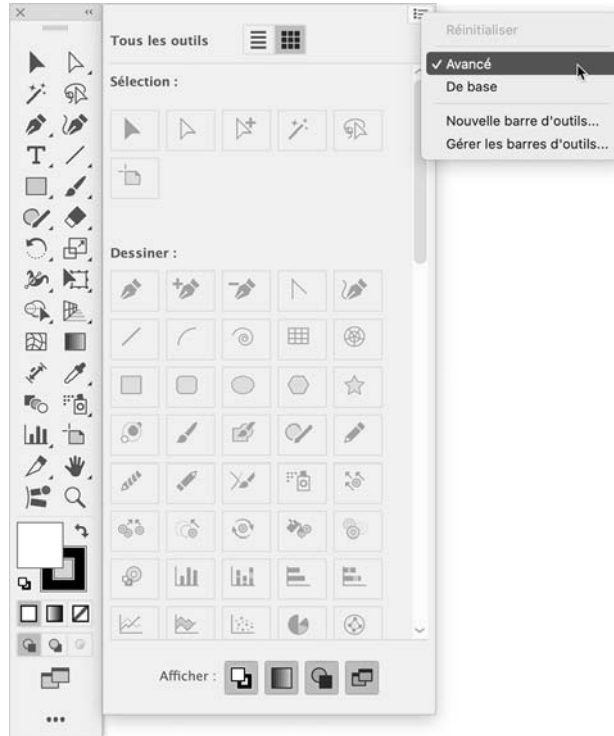 Réinitialiser
Tous les outils
✓ Avancé
Sélection :
De base
Nouvelle barre d'outils...
Gérer les barres d'outils...
Dessiner :
Afficher :